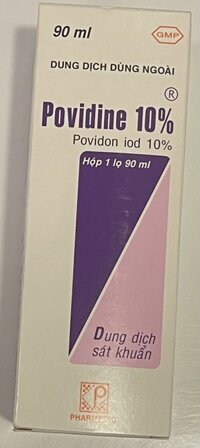 90 ml
GMP
DUNG DỊCH DÙNG NGOÀI
Povidine 10% ®
Povidon iod 10%
Hộp 1 lọ 90 ml
Dung dịch
sát khuẩn